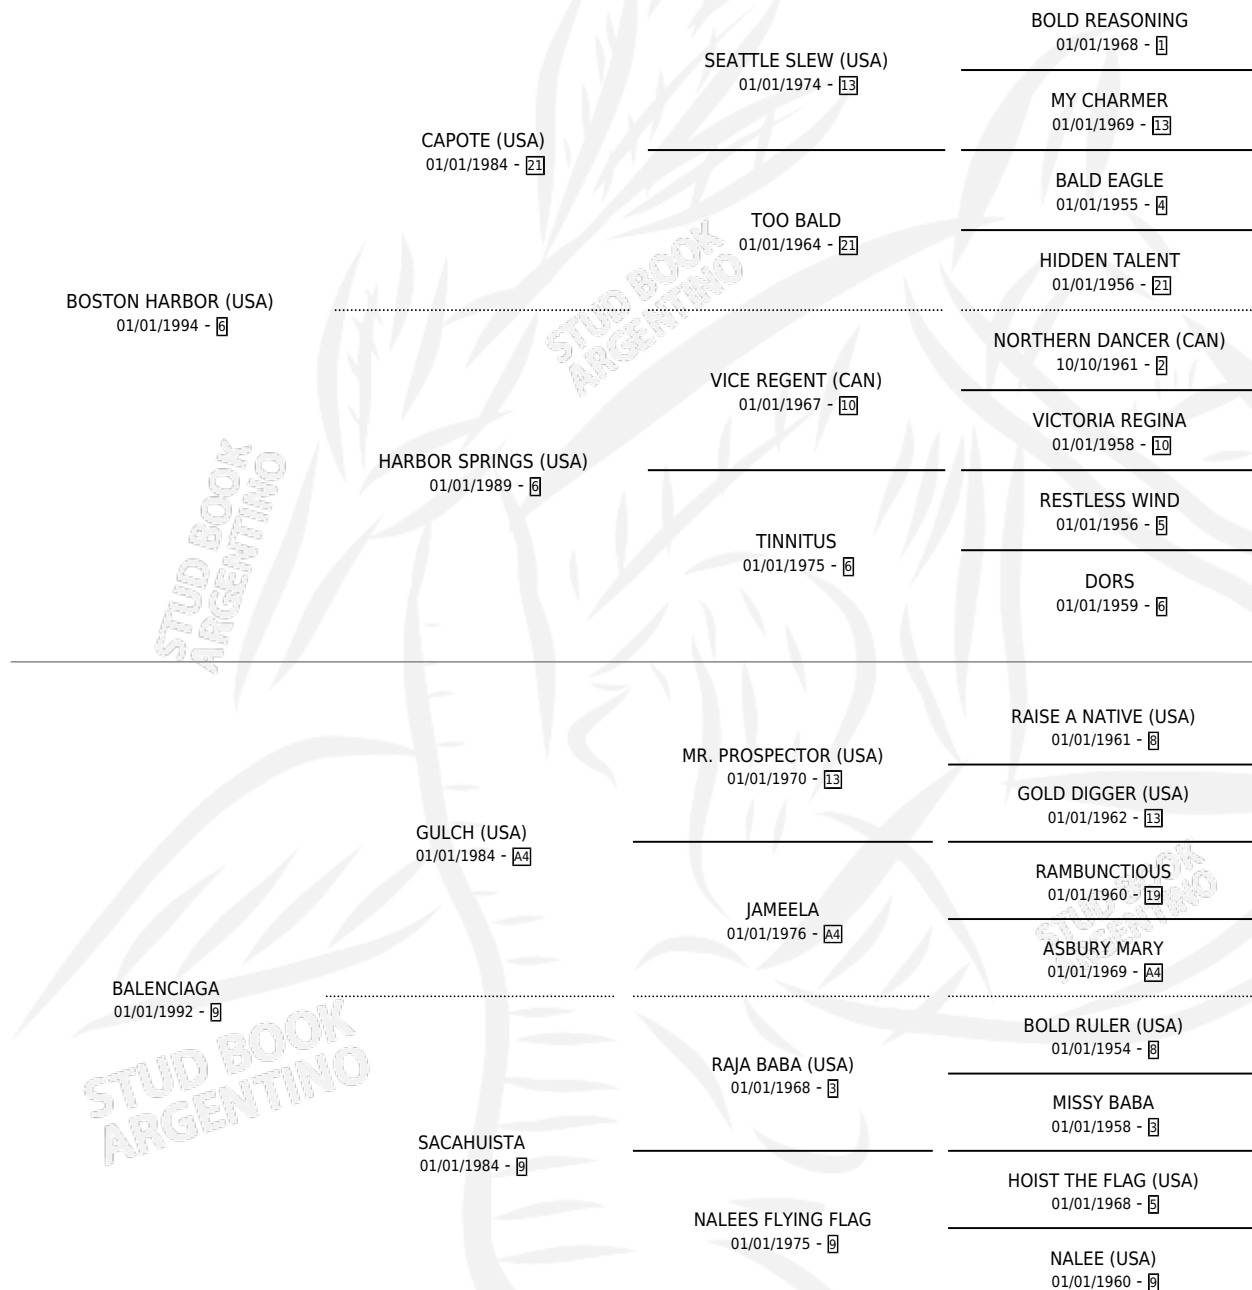 BOLD REASONING
01/01/1968 - 1
SEATTLE SLEW (USA)
01/01/1974 - 13
MY CHARMER
01/01/1969 - 13
CAPOTE (USA)
01/01/1984 - 21
BALD EAGLE
01/01/1955 - 4
TOO BALD
01/01/1964 - 21
HIDDEN TALENT
01/01/1956 - 21
BOSTON HARBOR (USA)
01/01/1994 - 6
STUD BOOK
ARGENTINO
NORTHERN DANCER (CAN)
10/10/1961 - 2
VICE REGENT (CAN)
01/01/1967 - 10
VICTORIA REGINA
01/01/1958 - 10
HARBOR SPRINGS (USA)
01/01/1989 - 6
RESTLESS WIND
01/01/1956 - 5
TINNITUS
01/01/1975 - 6
DORS
01/01/1959 - 6
STUD BOOK
ARGENTINO
RAISE A NATIVE (USA)
01/01/1961 - 8
MR. PROSPECTOR (USA)
01/01/1970 - 13
GOLD DIGGER (USA)
01/01/1962 - 13
GULCH (USA)
01/01/1984 - A4
RAMBUNCTIOUS
01/01/1960 - 19
JAMEELA
01/01/1976 - A4
STUD BOOK
ARGENTINO
ASBURY MARY
01/01/1969 - A4
BALENCIAGA
01/01/1992 - 9
STUD BOOK
ARGENTINO
BOLD RULER (USA)
01/01/1954 - 8
RAJA BABA (USA)
01/01/1968 - 3
MISSY BABA
01/01/1958 - 3
SACAHUISTA
01/01/1984 - 9
HOIST THE FLAG (USA)
01/01/1968 - 5
NALEES FLYING FLAG
01/01/1975 - 9
NALEE (USA)
01/01/1960 - 9